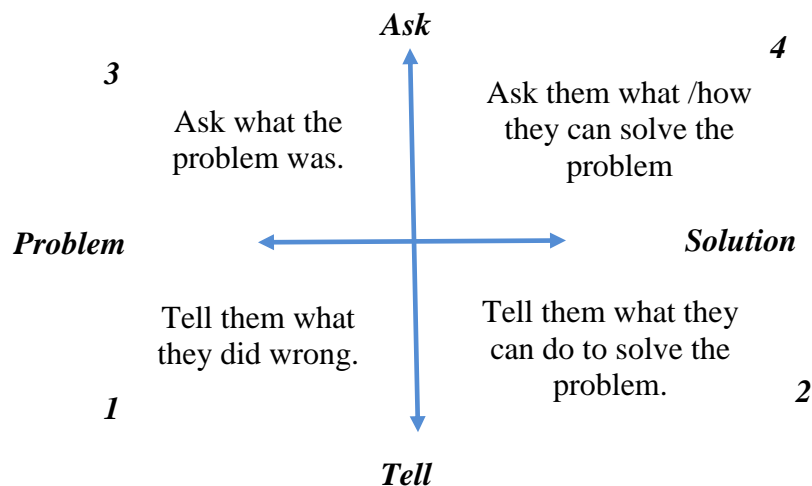 Ask
3
4
Ask what the
problem was.
Ask them what /how
they can solve the
problem
Problem
Solution
Tell them what
they did wrong.
Tell them what they
can do to solve the
problem.
1
2
Tell